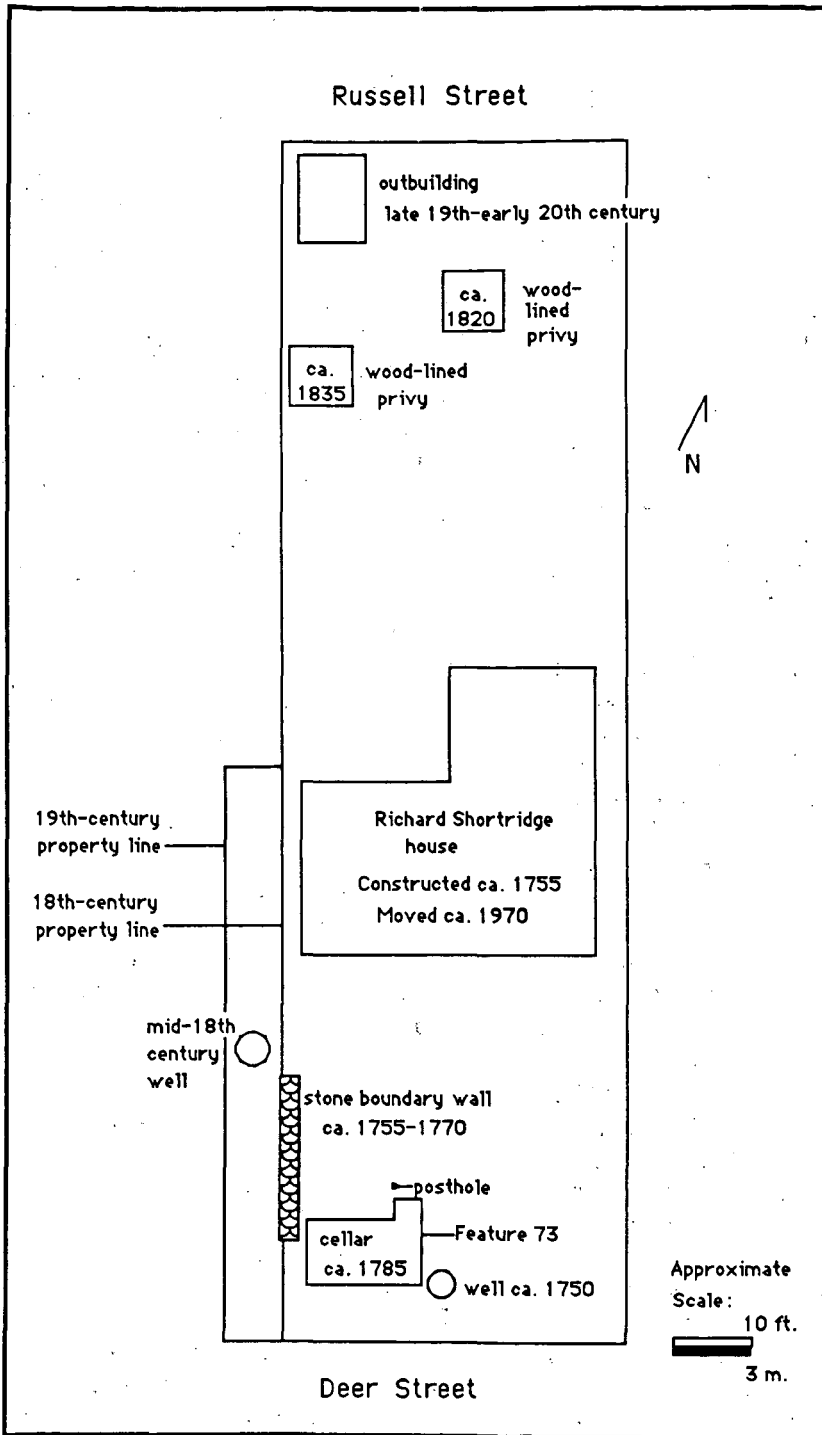 Russell Street
outbuilding
late 19th-early 20th century
ca.
1820
wood-
lined
privy
ca.
1835
wood-lined
privy
N
19th-century
property line
18th-century
property line
Richard Shortridge
house
Constructed ca. 1755
Moved ca. 1970
mid-18th
century
well
stone boundary wall
ca. 1755-1770
posthole
cellar
ca. 1785
Feature 73
well ca. 1750
Approximate
Scale:
10 ft.
3 m.
Deer Street